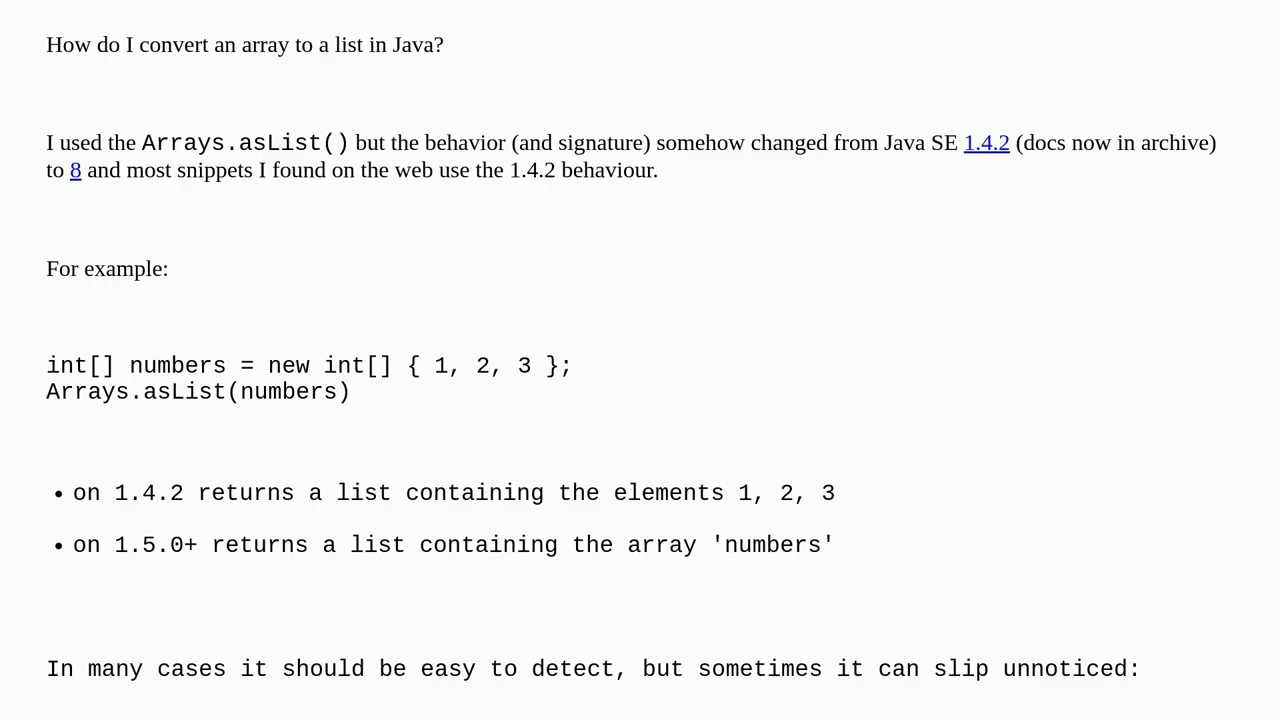 How do I convert an array to a list in Java?
I used the Arrays.asList() but the behavior (and signature) somehow changed from Java SE 1.4.2 (docs now in archive)
to 8 and most snippets I found on the web use the 1.4.2 behaviour.
For example:
int[] numbers = new int[] { 1, 2, 3 };
Arrays.asList(numbers)
• on 1.4.2 returns a list containing the elements 1, 2, 3
• on 1.5.0+ returns a list containing the array 'numbers'
In many cases it should be easy to detect, but sometimes it can slip unnoticed: